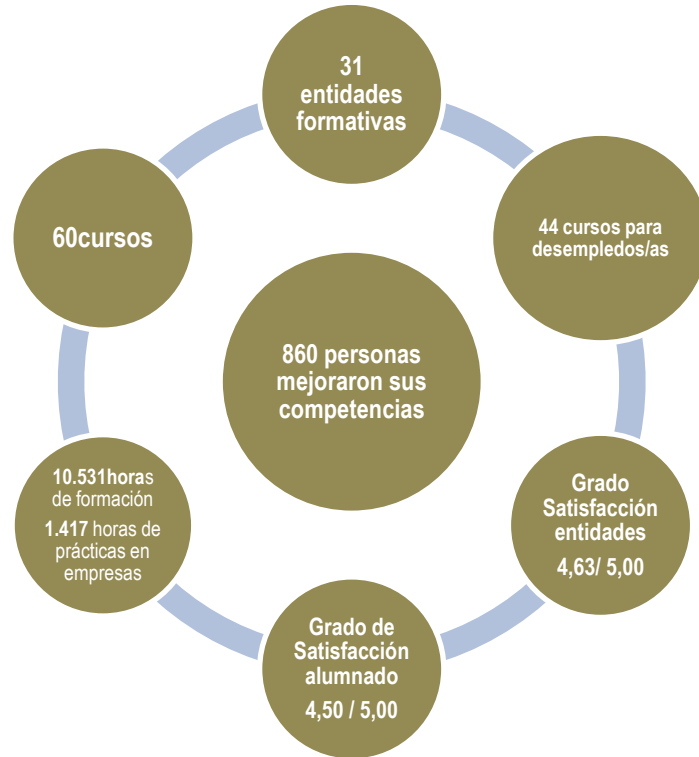 31
entidades
formativas
44 cursos para
desempledos/as
60cursos
860 personas
mejoraron sus
competencias
10.531horas
de formación
1.417 horas de
prácticas en
empresas
Grado
Satisfacción
entidades
4,63/ 5,00
Grado de
Satisfacción
alumnado
4,50 / 5,00